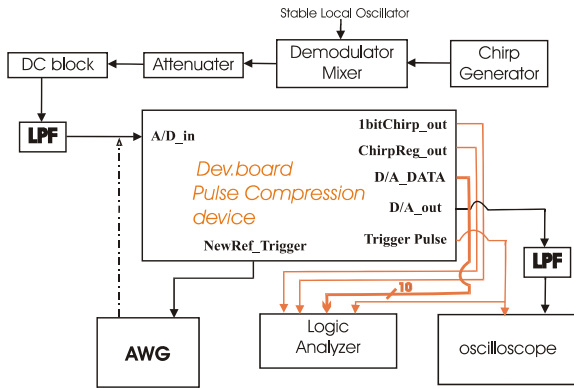 Stable Local Oscillator
DC block
Attenuater
Demodulator
Mixer
Chirp
Generator
LPF
A/D_in
1bitChirp_out
ChirpReg_out
D/A_DATA
D/A_out
Trigger Pulse
Dev.board
Pulse Compression
device
NewRef_Trigger
LPF
10
AWG
Logic
Analyzer
oscilloscope